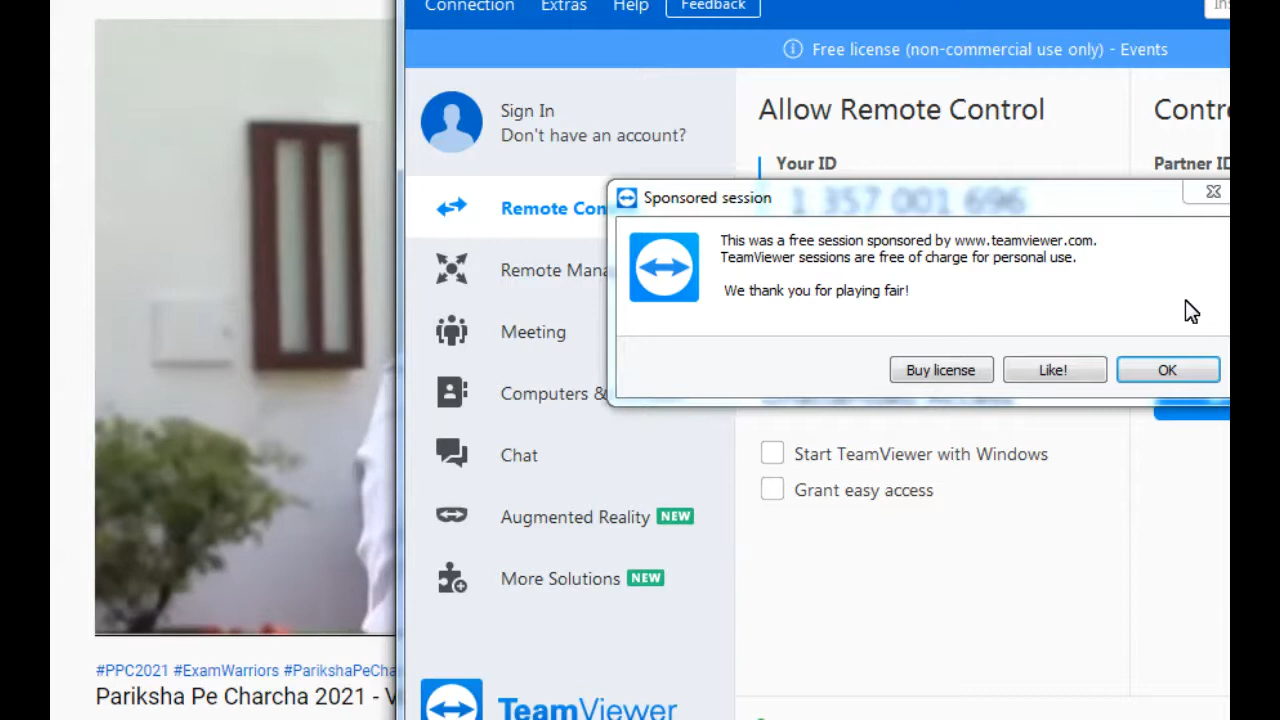 Connection Extras Help Feedback
Free license (non-commercial use only) - Events
Sign In
Don't have an account?
Allow Remote Control
Your ID
Partner ID
1 357 001 696
Sponsored session
This was a free session sponsored by www.teamviewer.com.
TeamViewer sessions are free of charge for personal use.
We thank you for playing fair!
Buy license Like! OK
Remote Con
Remote Mana
Meeting
Computers &
Chat
Augmented Reality NEW
More Solutions NEW
Start TeamViewer with Windows
Grant easy access
TeamViewer
#PPC2021 #ExamWarriors #ParikshaPeCha
Pariksha Pe Charcha 2021 - V